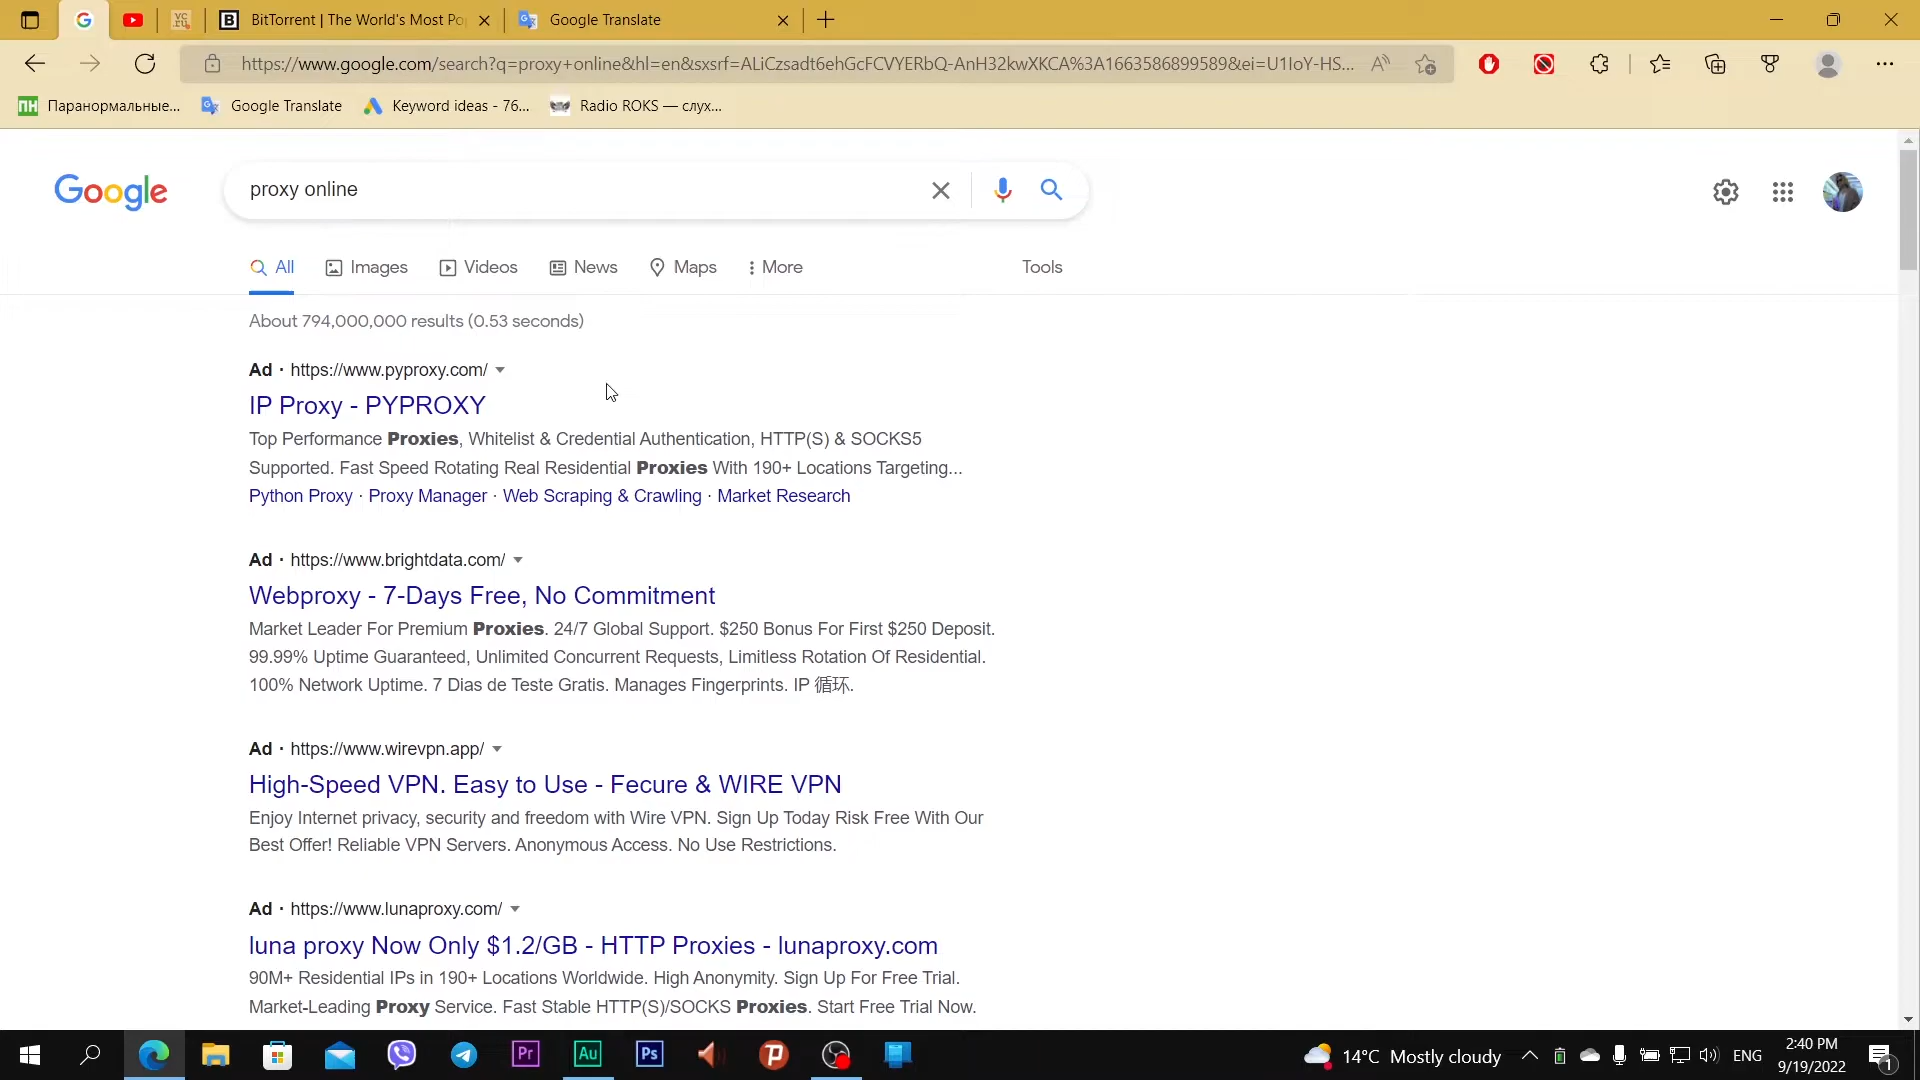 BitTorrent | The World's Most Po
Google Translate
https://www.google.com/search?q=proxy+online&hl=en&sxsrf=ALiCzsadt6ehGcFCVYERbQ-AnH32kwXKCA%3A1663586899589&ei=U1IoY-HS...
Паранормальные...
Google Translate
Keyword ideas - 76...
Radio ROKS — слух...
Google
proxy online
All
Images
Videos
News
Maps
More
Tools
About 794,000,000 results (0.53 seconds)
Ad · https://www.pyproxy.com/
IP Proxy - PYPROXY
Top Performance Proxies, Whitelist & Credential Authentication, HTTP(S) & SOCKS5
Supported. Fast Speed Rotating Real Residential Proxies With 190+ Locations Targeting...
Python Proxy · Proxy Manager · Web Scraping & Crawling · Market Research
Ad · https://www.brightdata.com/
Webproxy - 7-Days Free, No Commitment
Market Leader For Premium Proxies. 24/7 Global Support. $250 Bonus For First $250 Deposit.
99.99% Uptime Guaranteed, Unlimited Concurrent Requests, Limitless Rotation Of Residential.
100% Network Uptime. 7 Dias de Teste Gratis. Manages Fingerprints. IP 循环.
Ad · https://www.wirevpn.app/
High-Speed VPN. Easy to Use - Fecure & WIRE VPN
Enjoy Internet privacy, security and freedom with Wire VPN. Sign Up Today Risk Free With Our
Best Offer! Reliable VPN Servers. Anonymous Access. No Use Restrictions.
Ad · https://www.lunaproxy.com/
luna proxy Now Only $1.2/GB - HTTP Proxies - lunaproxy.com
90M+ Residential IPs in 190+ Locations Worldwide. High Anonymity. Sign Up For Free Trial.
Market-Leading Proxy Service. Fast Stable HTTP(S)/SOCKS Proxies. Start Free Trial Now.
Pr
Au
Ps
14°C Mostly cloudy
ENG
2:40 PM
9/19/2022
1